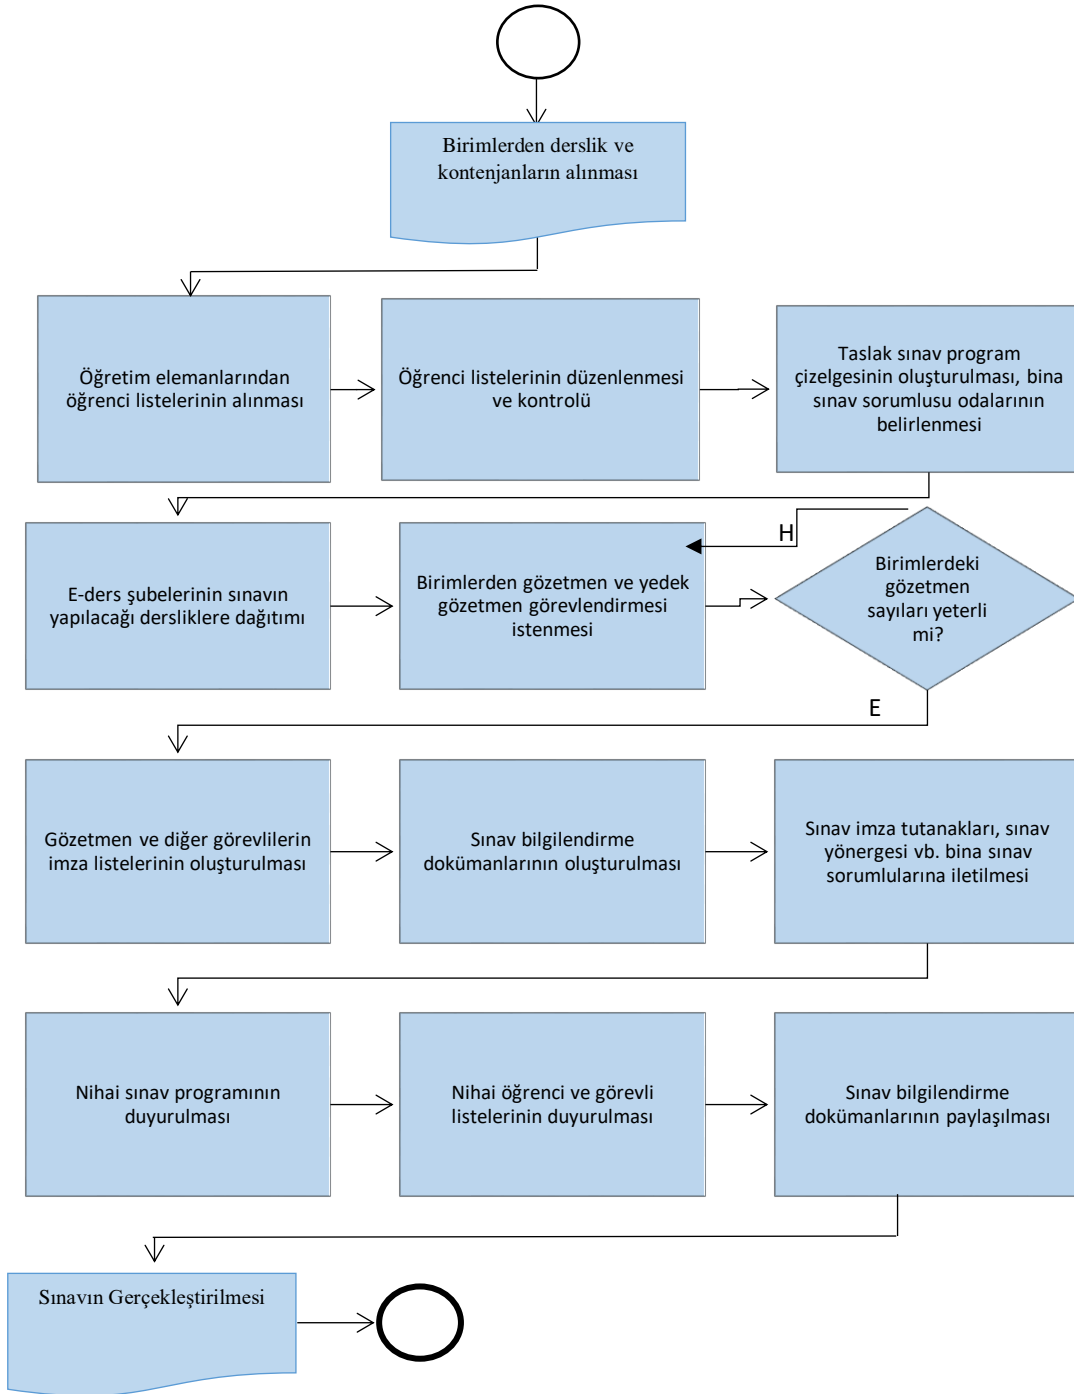 Birimlerden derslik ve
kontenjanların alınması
Öğretim elemanlarından
öğrenci listelerinin alınması
Öğrenci listelerinin düzenlenmesi
ve kontrolü
Taslak sınav program
çizelgesinin oluşturulması, bina
sınav sorumlusu odalarının
belirlenmesi
E-ders şubelerinin sınavın
yapılacağı dersliklere dağıtımı
Birimlerden gözetmen ve yedek
gözetmen görevlendirmesi
istenmesi
H
Birimlerdeki
gözetmen
sayıları yeterli
mi?
E
Gözetmen ve diğer görevlilerin
imza listelerinin oluşturulması
Sınav bilgilendirme
dokümanlarının oluşturulması
Sınav imza tutanakları, sınav
yönergesi vb. bina sınav
sorumlularına iletilmesi
Nihai sınav programının
duyurulması
Nihai öğrenci ve görevli
listelerinin duyurulması
Sınav bilgilendirme
dokümanlarının paylaşılması
Sınavın Gerçekleştirilmesi